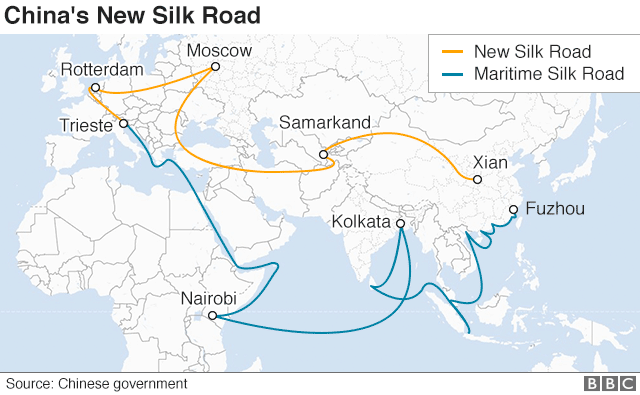 China's New Silk Road
New Silk Road
Maritime Silk Road
Moscow
Rotterdam
Trieste
Samarkand
Xian
Fuzhou
Kolkata
Nairobi
Source: Chinese government
BBC